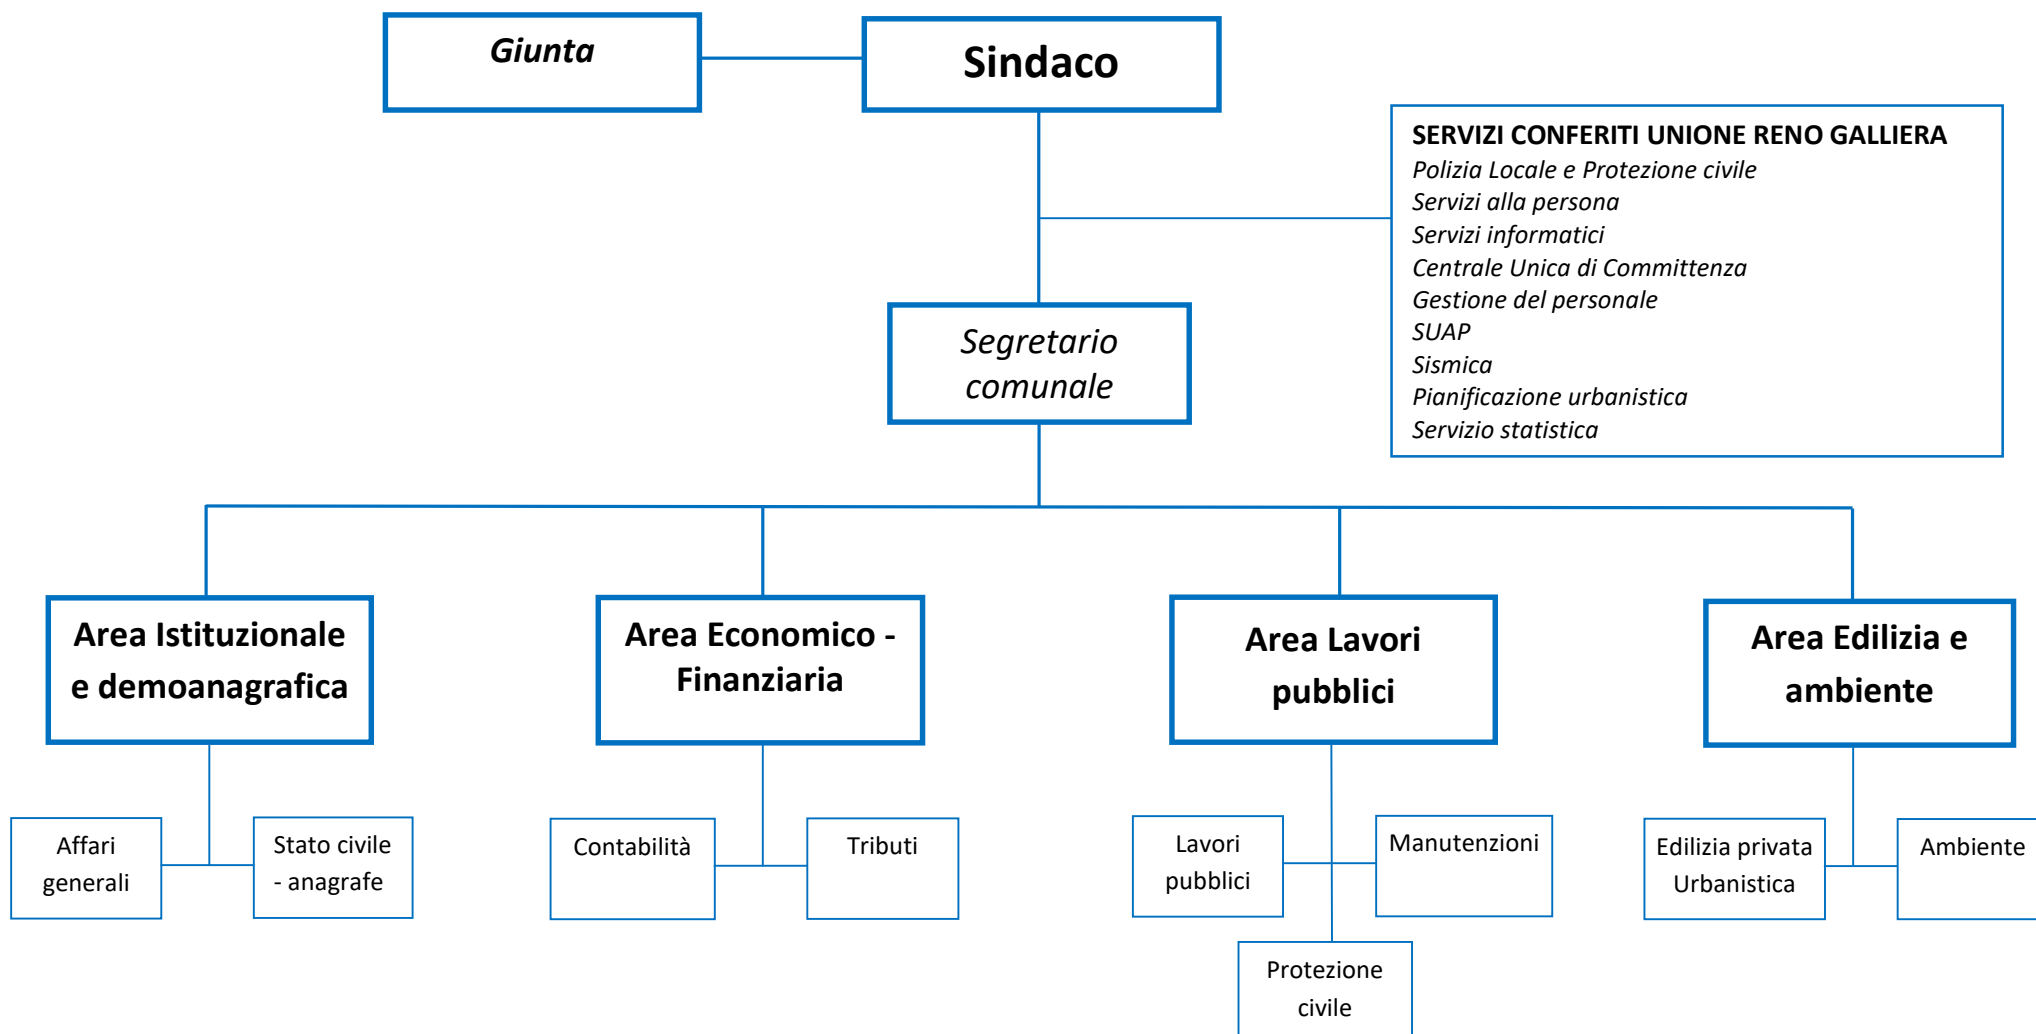 Giunta
Sindaco
SERVIZI CONFERITI UNIONE RENO GALLIERA
Polizia Locale e Protezione civile
Servizi alla persona
Servizi informatici
Centrale Unica di Committenza
Gestione del personale
SUAP
Sismica
Pianificazione urbanistica
Servizio statistica
Segretario
comunale
Area Istituzionale
e demoanagrafica
Area Economico -
Finanziaria
Area Lavori
pubblici
Area Edilizia e
ambiente
Affari
generali
Stato civile
- anagrafe
Contabilità
Tributi
Lavori
pubblici
Manutenzioni
Protezione
civile
Edilizia privata
Urbanistica
Ambiente